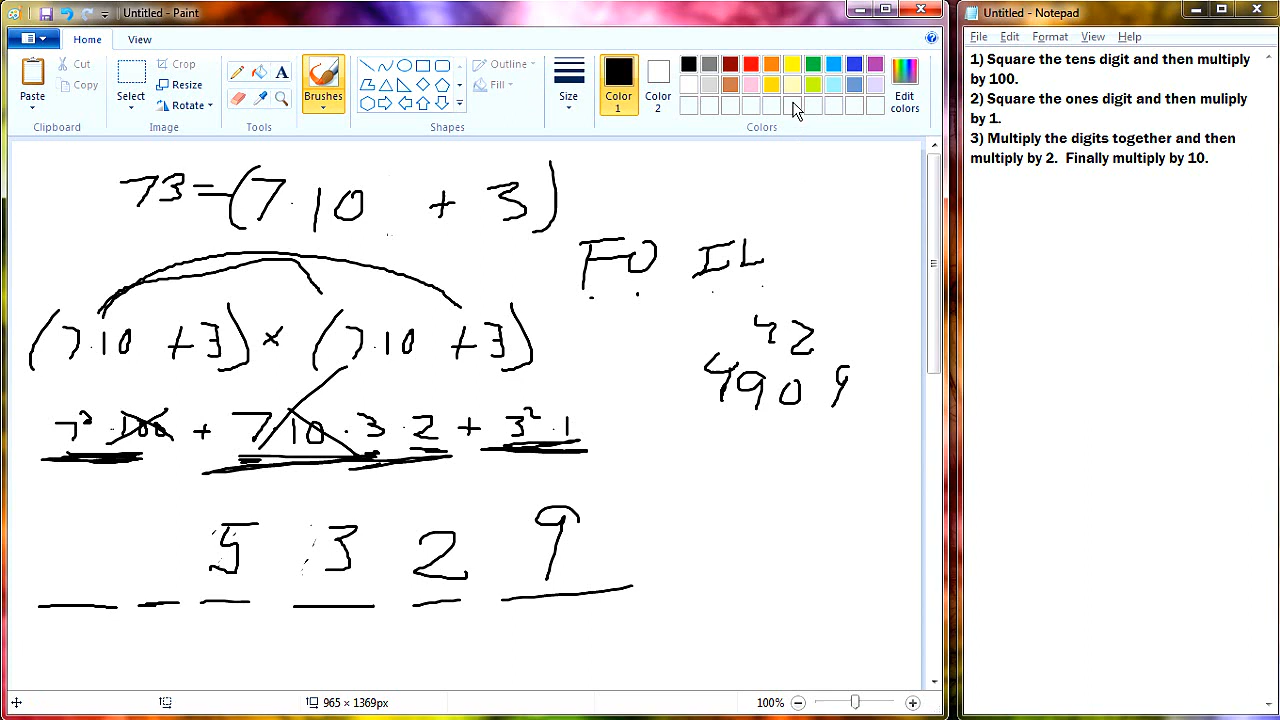 Untitled - Paint
Home
View
Paste
Cut
Copy
Clipboard
Select
Crop
Resize
Rotate
Image
Brushes
Tools
Outline
Fill
Shapes
Size
Color 1
Color 2
Edit colors
Colors
73=(7·10 + 3)
FOIL
(7·10 +3) × (7·10 +3)
42
4909
7² · 100 + 7·10·3·2 + 3²·1
5 3 2 9
965 × 1369px
100%
Untitled - Notepad
File Edit Format View Help
1) Square the tens digit and then multiply
by 100.
2) Square the ones digit and then muliply
by 1.
3) Multiply the digits together and then
multiply by 2. Finally multiply by 10.